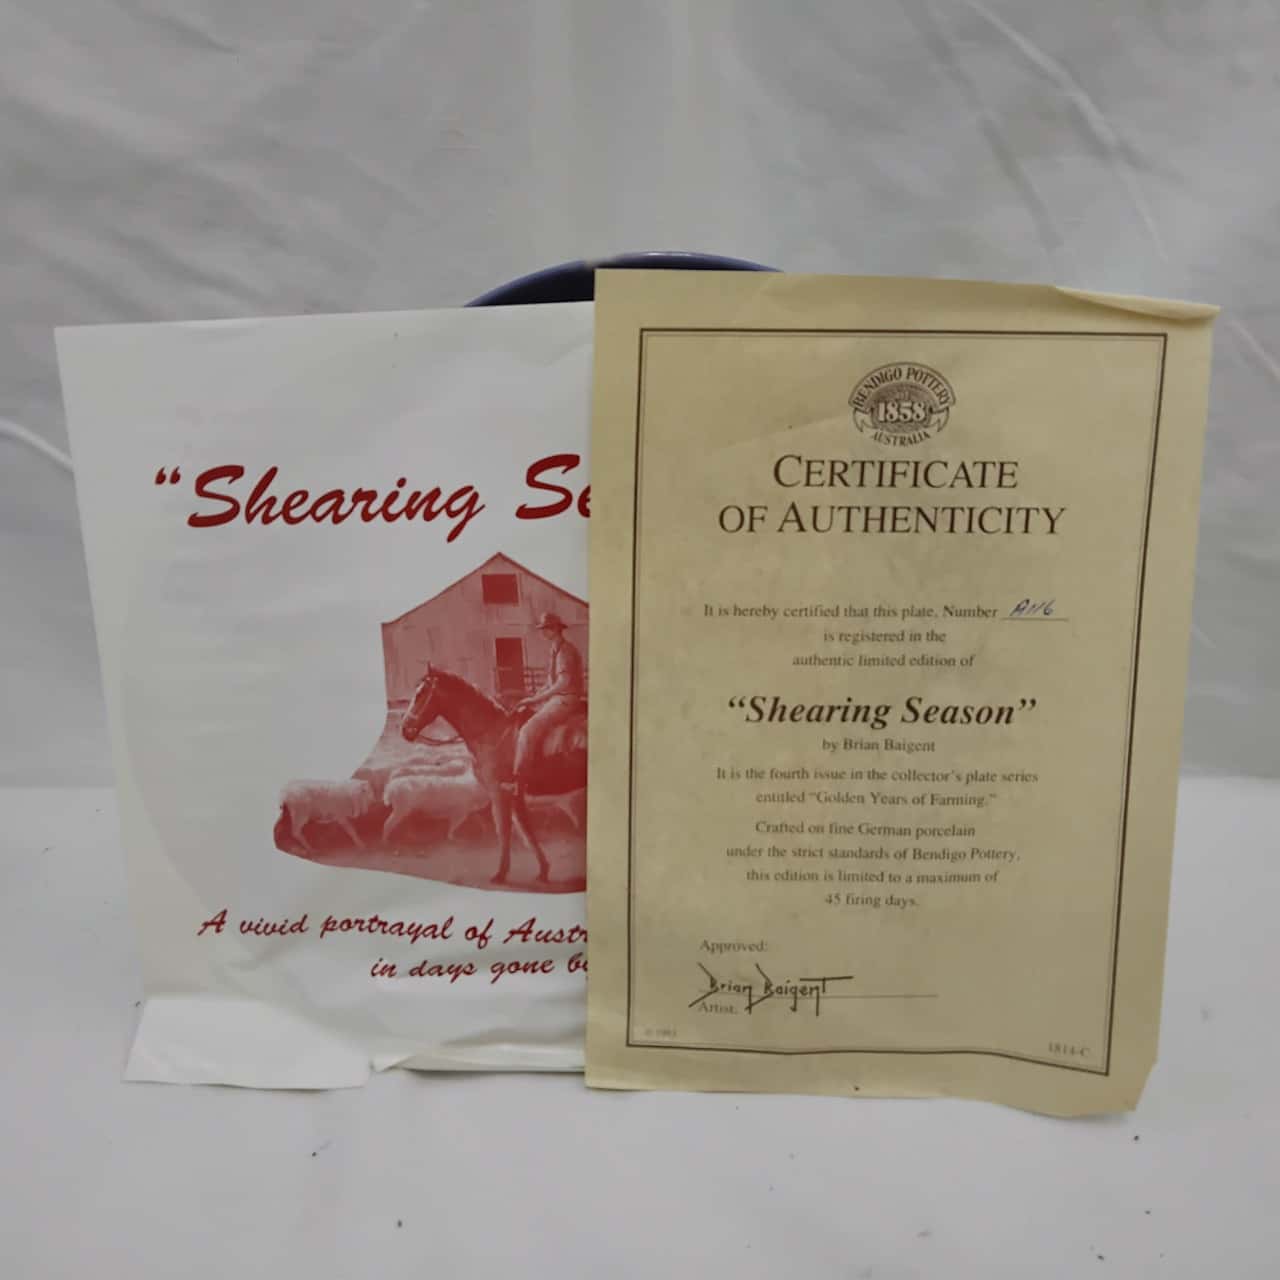 "Shearing
A vivid portrayal of
in days gone
BENDIGO POTTERY
1858
AUSTRALIA
CERTIFICATE
OF AUTHENTICITY
It is hereby certified that this plate, Number A116
is registered in the
authentic limited edition of
"Shearing Season"
by Brian Baigent
It is the fourth issue in the collector's plate series
entitled "Golden Years of Farming."
Crafted on fine German porcelain
under the strict standards of Bendigo Pottery,
this edition is limited to a maximum of
45 firing days.
Approved:
Brian Baigent
Artist.
1814-C